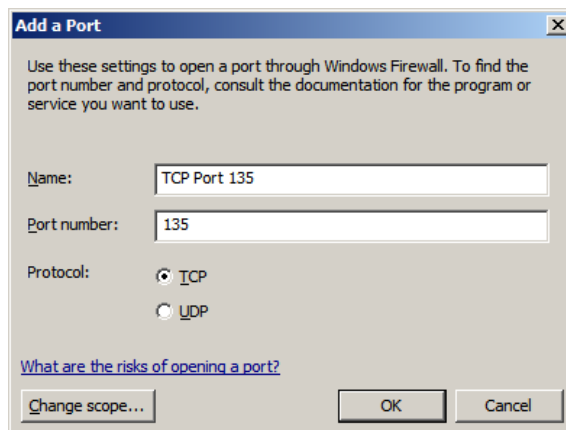 Add a Port
Use these settings to open a port through Windows Firewall. To find the
port number and protocol, consult the documentation for the program or
service you want to use.
Name: TCP Port 135
Port number: 135
Protocol: TCP
UDP
What are the risks of opening a port?
Change scope... OK Cancel